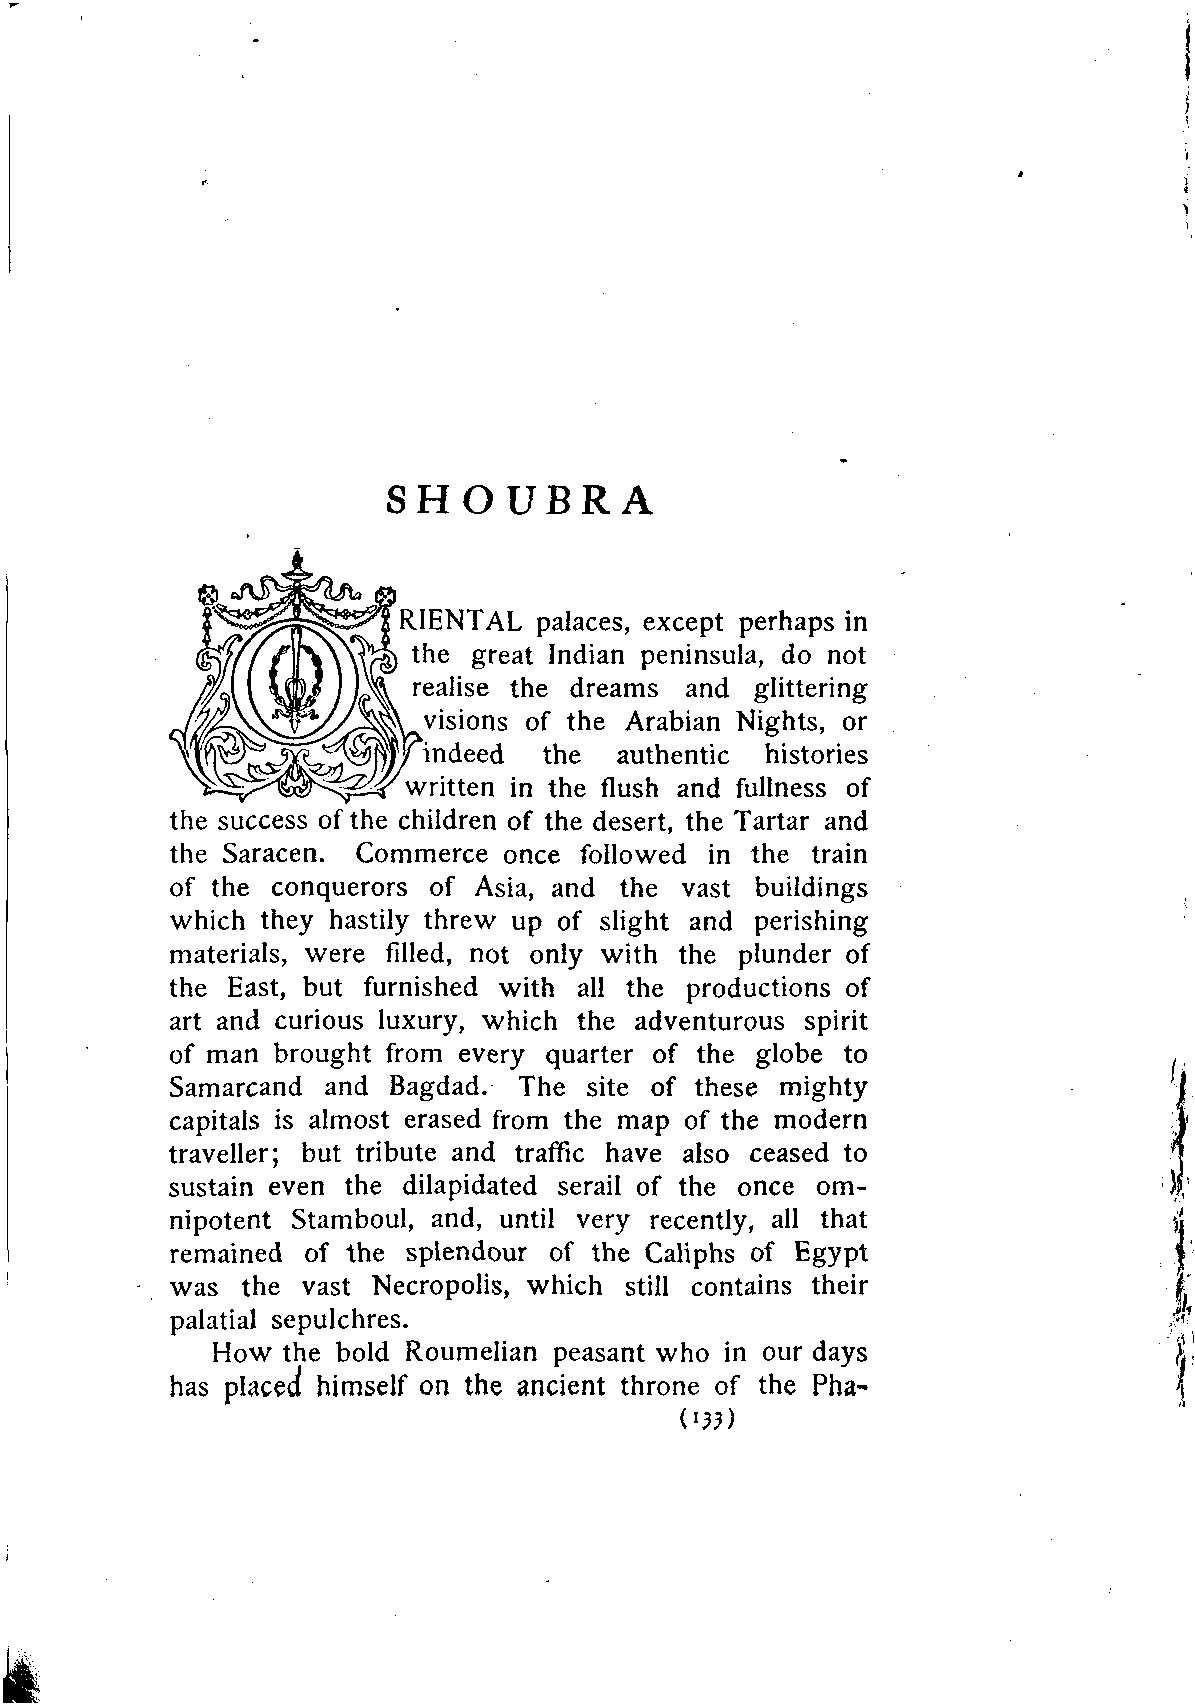 SHOUBRA
ORIENTAL palaces, except perhaps in
the great Indian peninsula, do not
realise the dreams and glittering
visions of the Arabian Nights, or
indeed the authentic histories
written in the flush and fullness of
the success of the children of the desert, the Tartar and
the Saracen. Commerce once followed in the train
of the conquerors of Asia, and the vast buildings
which they hastily threw up of slight and perishing
materials, were filled, not only with the plunder of
the East, but furnished with all the productions of
art and curious luxury, which the adventurous spirit
of man brought from every quarter of the globe to
Samarcand and Bagdad. The site of these mighty
capitals is almost erased from the map of the modern
traveller; but tribute and traffic have also ceased to
sustain even the dilapidated serail of the once om-
nipotent Stamboul, and, until very recently, all that
remained of the splendour of the Caliphs of Egypt
was the vast Necropolis, which still contains their
palatial sepulchres.
How the bold Roumelian peasant who in our days
has placed himself on the ancient throne of the Pha-
(133)